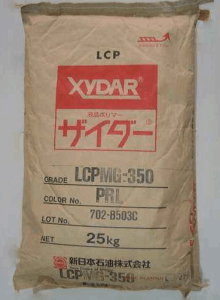 LCP
XYDAR®
液晶ポリマー
ザイダー®
GRADE LCPMG-350
COLOR No. PRL
LOT No. 702-8503C
NET 25kg
新日本石油株式会社
LCPMG-350